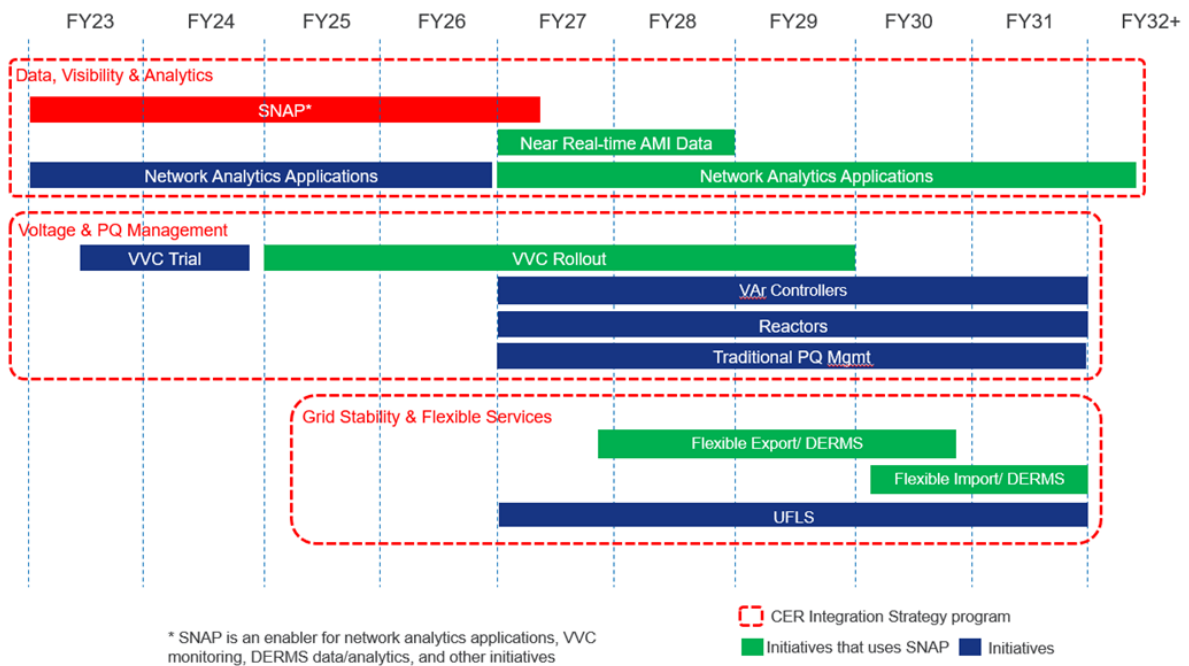 FY23 FY24 FY25 FY26 FY27 FY28 FY29 FY30 FY31 FY32+
Data, Visibility & Analytics
SNAP*
Near Real-time AMI Data
Network Analytics Applications Network Analytics Applications
Voltage & PQ Management
VVC Trial VVC Rollout
VAr Controllers
Reactors
Traditional PQ Mgmt
Grid Stability & Flexible Services
Flexible Export/ DERMS
Flexible Import/ DERMS
UFLS
* SNAP is an enabler for network analytics applications, VVC
monitoring, DERMS data/analytics, and other initiatives
CER Integration Strategy program
Initiatives that uses SNAP Initiatives